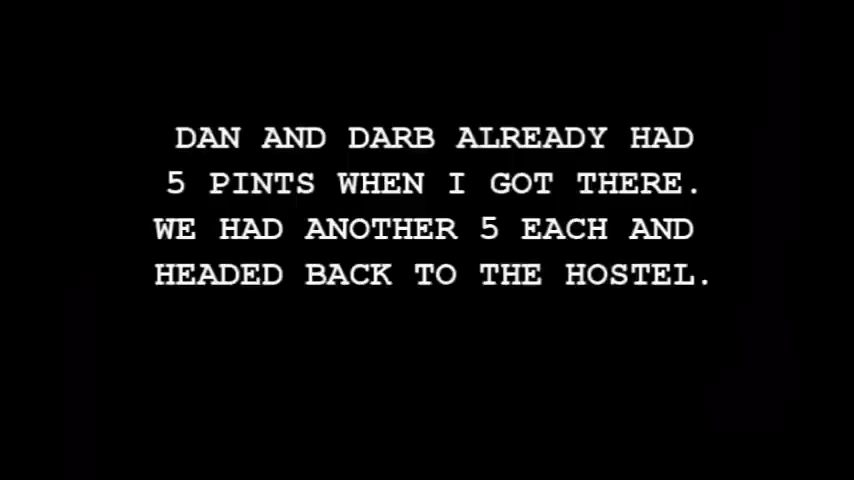 DAN AND DARB ALREADY HAD
5 PINTS WHEN I GOT THERE.
WE HAD ANOTHER 5 EACH AND
HEADED BACK TO THE HOSTEL.